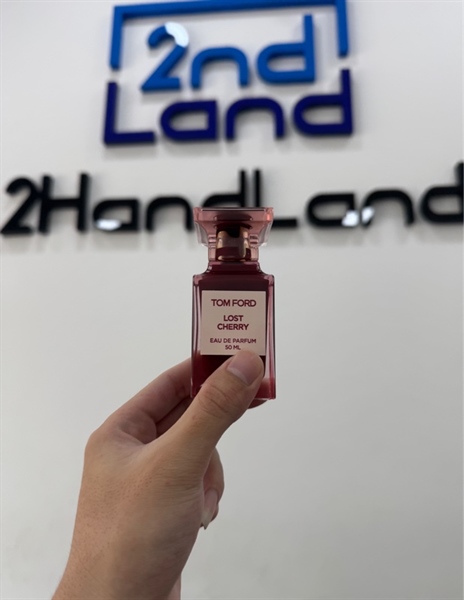 2nd
Land
2HandLand
TOM FORD
LOST
CHERRY
EAU DE PARFUM
50 ML